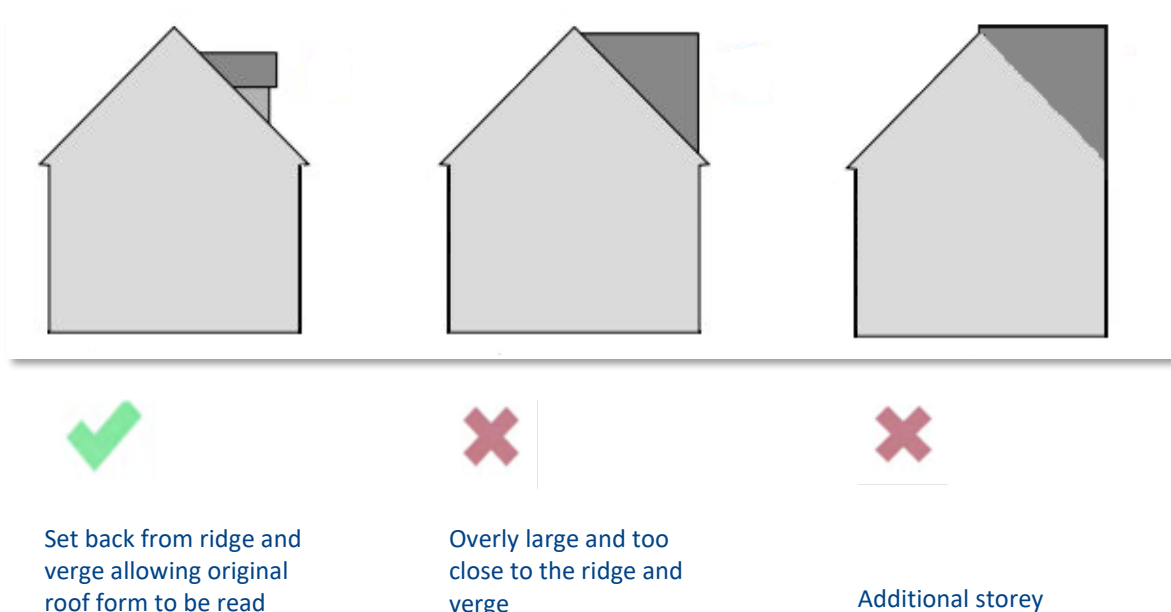 Set back from ridge and
verge allowing original
roof form to be read
Overly large and too
close to the ridge and
verge
Additional storey